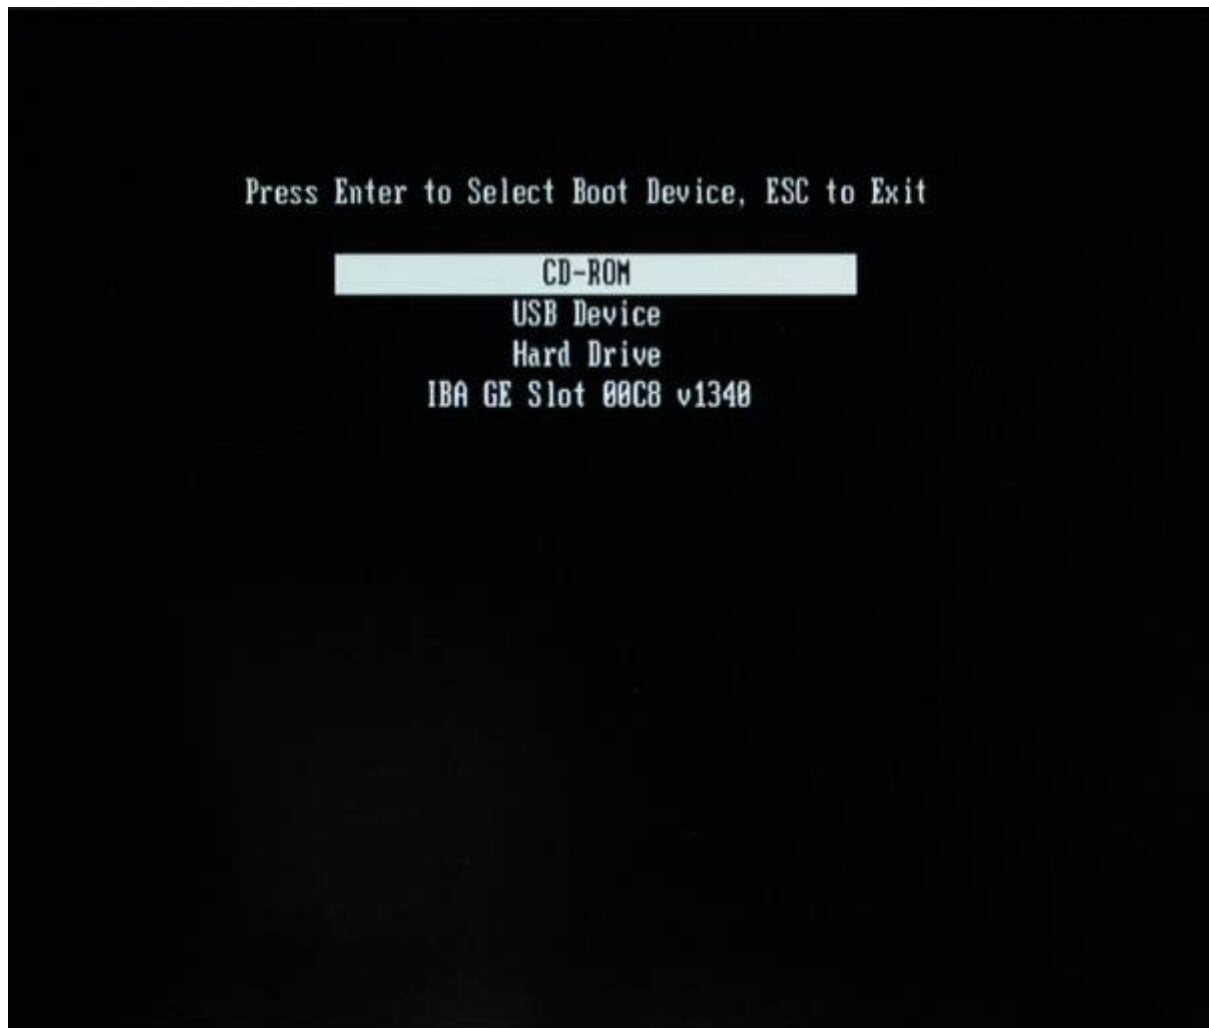 Press Enter to Select Boot Device, ESC to Exit
CD-ROM
USB Device
Hard Drive
IBA GE Slot 00C8 v1340